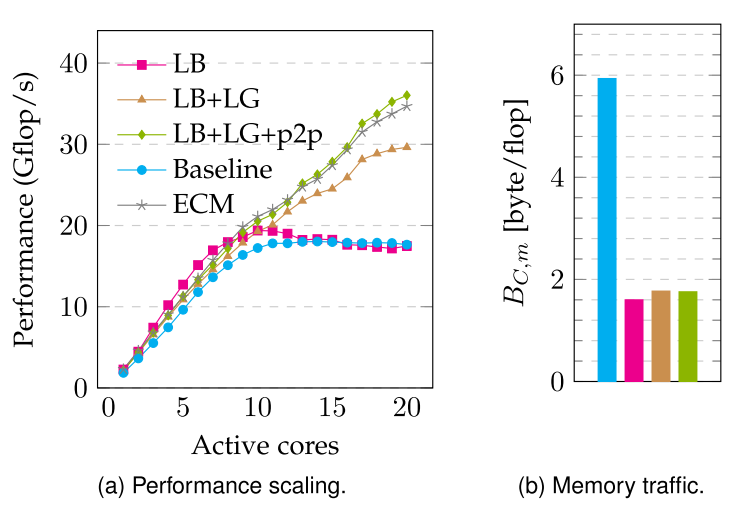 Performance (Gflop/s)
40
30
20
10
0
LB
LB+LG
LB+LG+p2p
Baseline
ECM
0 5 10 15 20
Active cores
(a) Performance scaling.
B_{C,m} [byte/flop]
6
4
2
0
(b) Memory traffic.